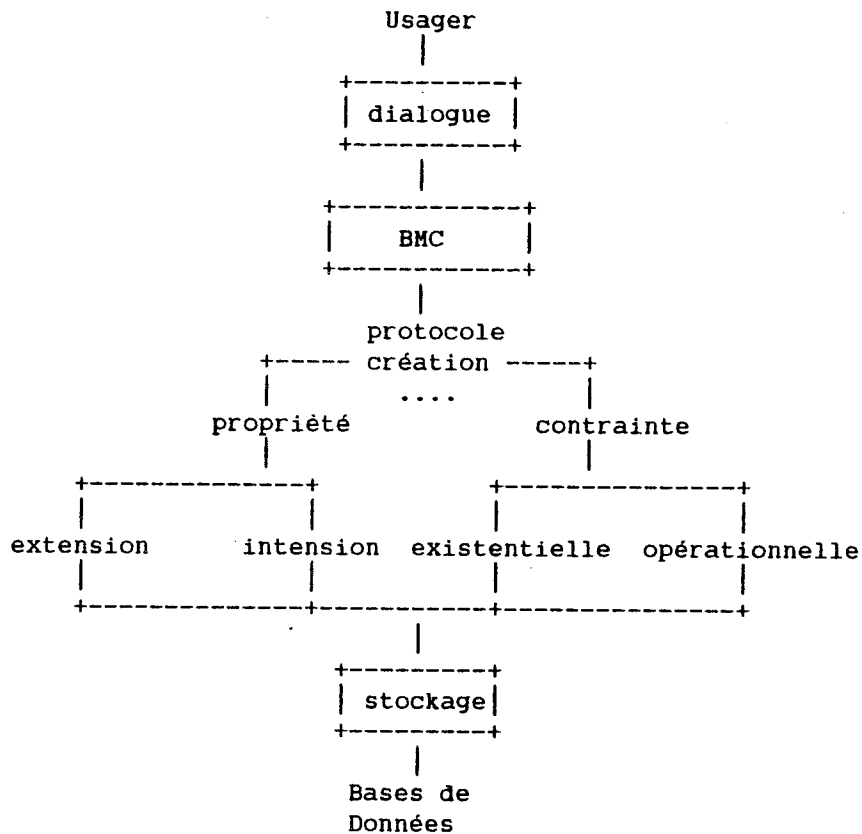 Usager
dialogue
BMC
protocole
création
....
propriété contrainte
extension intension existentielle opérationnelle
stockage
Bases de
Données